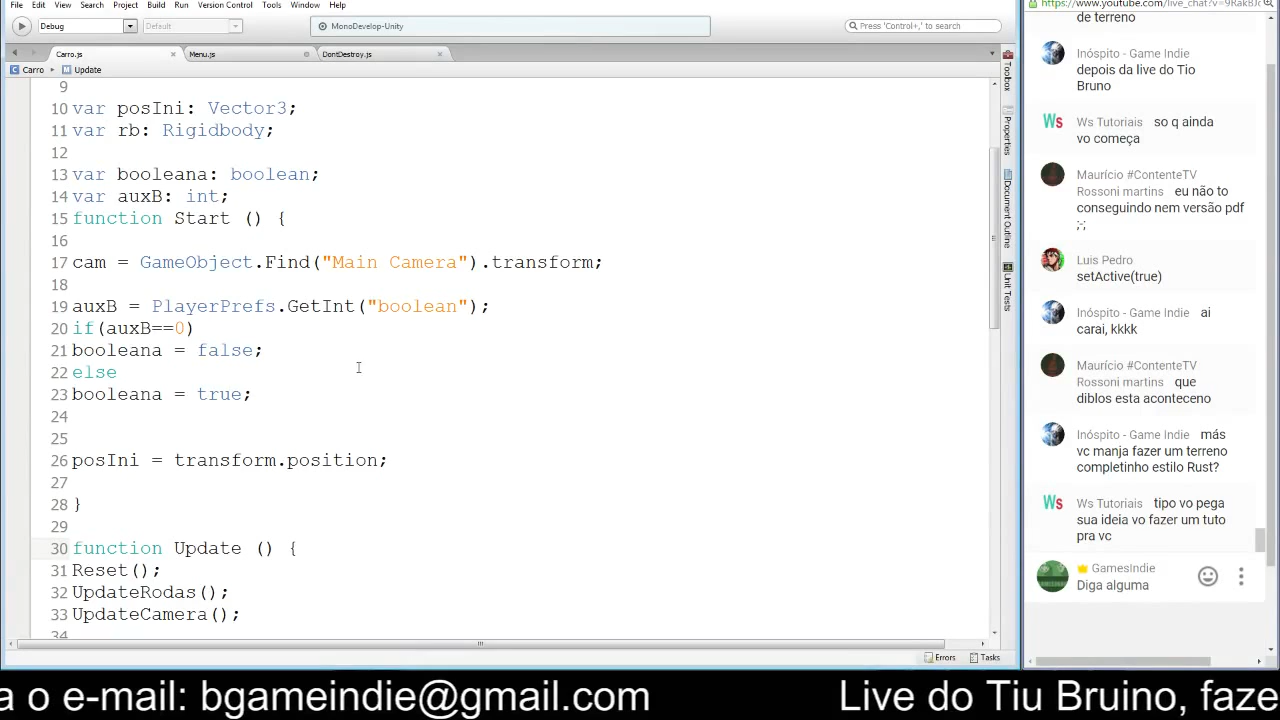 File Edit View Search Project Build Run Version Control Tools Window Help
Debug Default MonoDevelop-Unity Press 'Control+,' to search
Carro.js Menu.js DontDestroy.js
Carro Update
9
10 var posIni: Vector3;
11 var rb: Rigidbody;
12
13 var booleana: boolean;
14 var auxB: int;
15 function Start () {
16
17 cam = GameObject.Find("Main Camera").transform;
18
19 auxB = PlayerPrefs.GetInt("boolean");
20 if(auxB==0)
21 booleana = false;
22 else
23 booleana = true;
24
25
26 posIni = transform.position;
27
28 }
29
30 function Update () {
31 Reset();
32 UpdateRodas();
33 UpdateCamera();
34
Errors Tasks
Toolbox
Properties
Document Outline
Unit Tests
de terreno
Inóspito - Game Indie
depois da live do Tio
Bruno
Ws Tutoriais so q ainda
vo começa
Maurício #ContenteTV
Rossoni martins eu não to
conseguindo nem versão pdf
;-;
Luis Pedro
setActive(true)
Inóspito - Game Indie ai
carai, kkkk
Maurício #ContenteTV
Rossoni martins que
diblos esta aconteceno
Inóspito - Game Indie más
vc manja fazer um terreno
completinho estilo Rust?
Ws Tutoriais tipo vo pega
sua ideia vo fazer um tuto
pra vc
GamesIndie
Diga alguma
a o e-mail: bgameindie@gmail.com Live do Tiu Bruino, faze